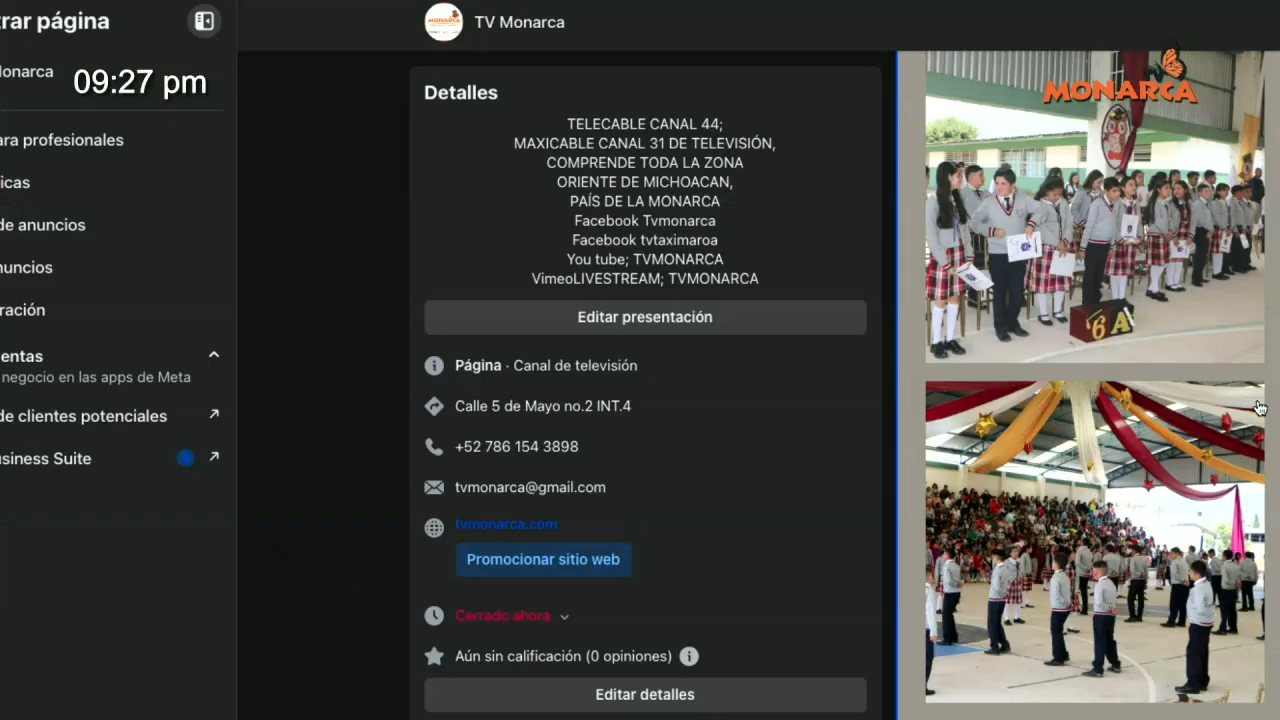 trar página
TV Monarca
Monarca
09:27 pm
ara profesionales
icas
de anuncios
nuncios
ración
entas
negocio en las apps de Meta
de clientes potenciales
usiness Suite
Detalles
TELECABLE CANAL 44;
MAXICABLE CANAL 31 DE TELEVISIÓN,
COMPRENDE TODA LA ZONA
ORIENTE DE MICHOACAN,
PAÍS DE LA MONARCA
Facebook Tvmonarca
Facebook tvtaximaroa
You tube; TVMONARCA
VimeoLIVESTREAM; TVMONARCA
Editar presentación
Página · Canal de televisión
Calle 5 de Mayo no.2 INT.4
+52 786 154 3898
tvmonarca@gmail.com
tvmonarca.com
Promocionar sitio web
Cerrado ahora
Aún sin calificación (0 opiniones)
Editar detalles
MONARCA
6 A